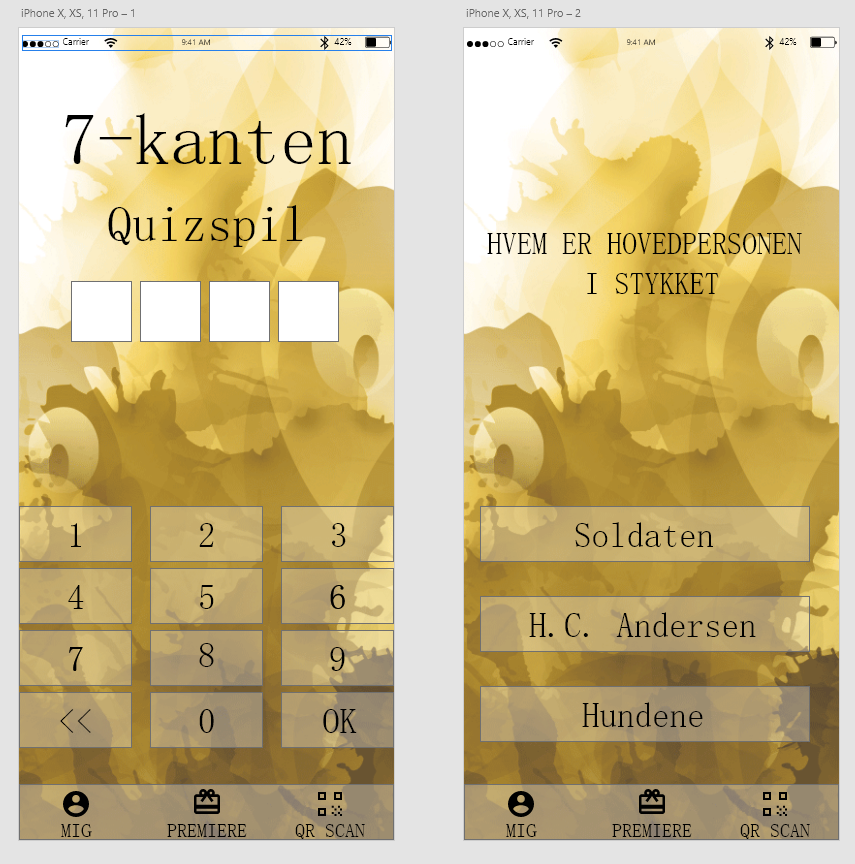 iPhone X, XS, 11 Pro – 1
Carrier 9:41 AM 42%
7-kanten
Quizspil
1 2 3
4 5 6
7 8 9
<< 0 OK
MIG PREMIERE QR SCAN
iPhone X, XS, 11 Pro – 2
Carrier 9:41 AM 42%
HVEM ER HOVEDPERSONEN
I STYKKET
Soldaten
H.C. Andersen
Hundene
MIG PREMIERE QR SCAN